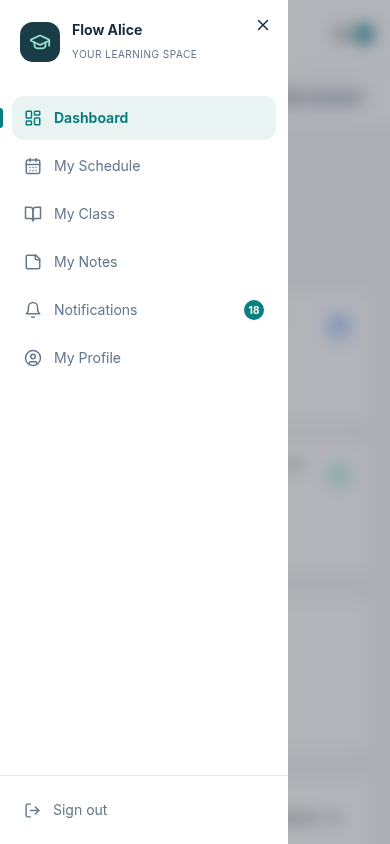 Flow Alice
YOUR LEARNING SPACE
Dashboard
My Schedule
My Class
My Notes
Notifications
18
My Profile
Sign out